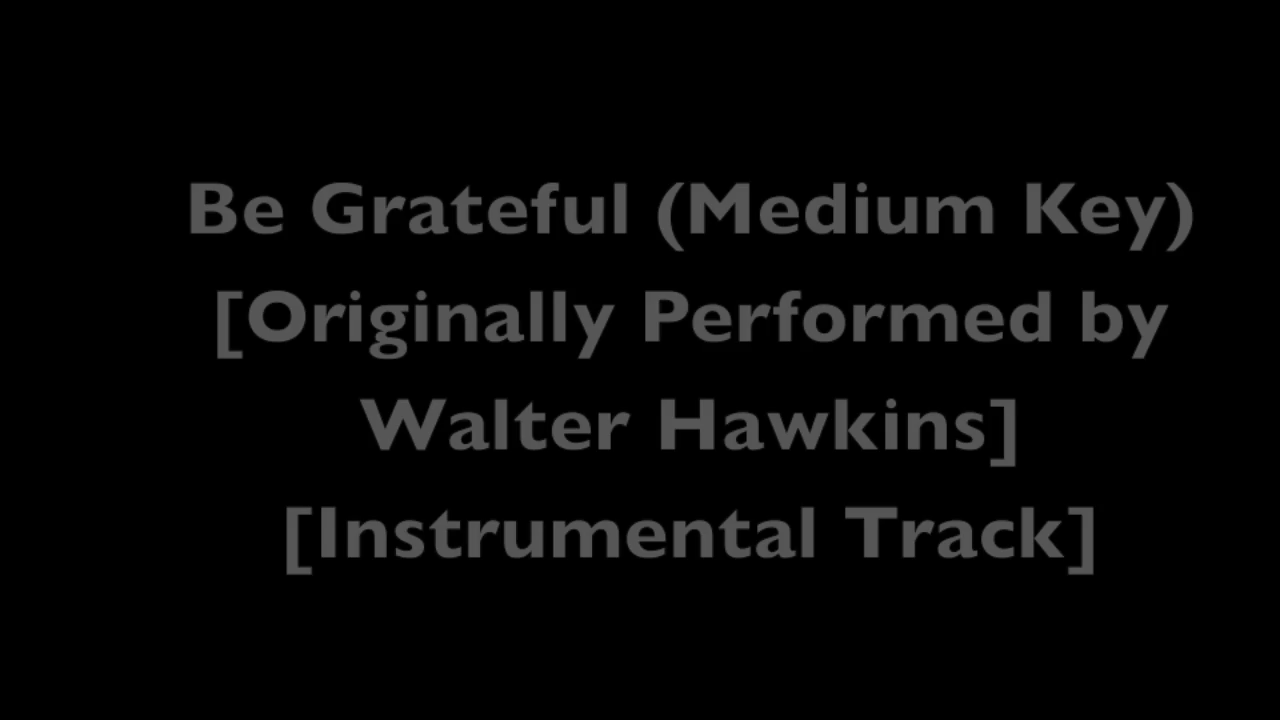 Be Grateful (Medium Key)
[Originally Performed by
Walter Hawkins]
[Instrumental Track]